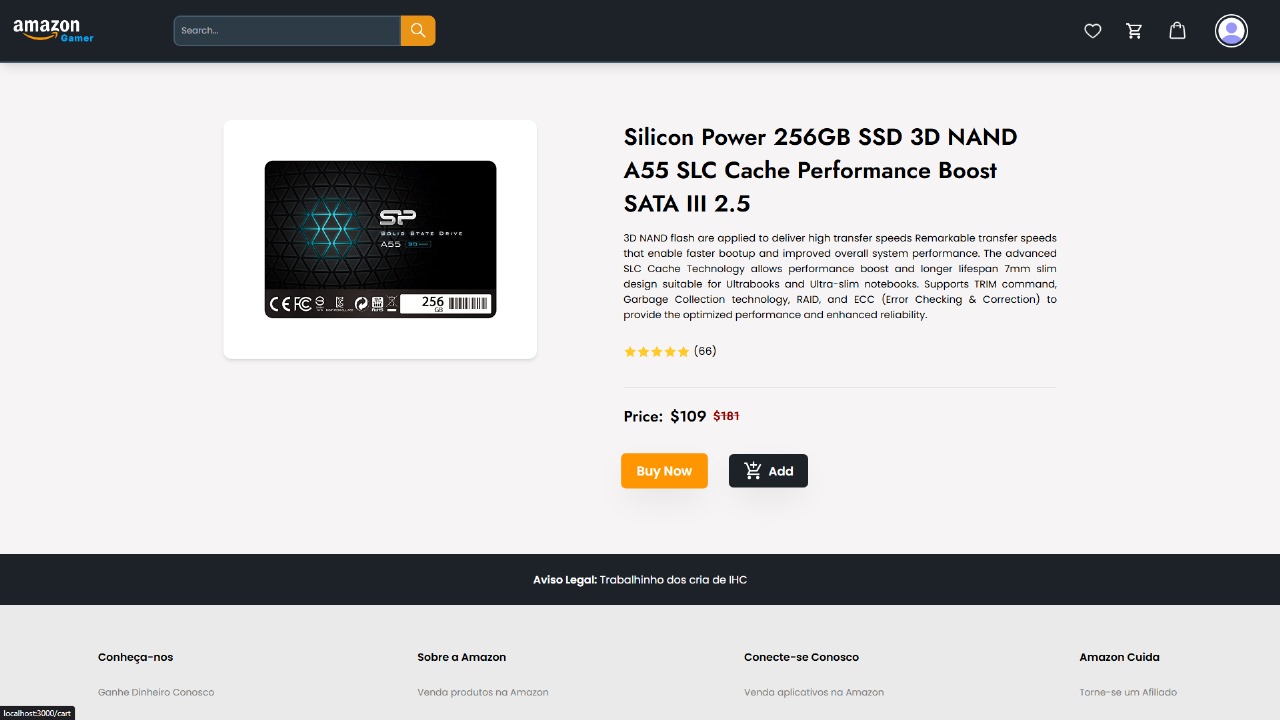 amazon
Gamer
Search...
Silicon Power 256GB SSD 3D NAND
A55 SLC Cache Performance Boost
SATA III 2.5
3D NAND flash are applied to deliver high transfer speeds Remarkable transfer speeds
that enable faster bootup and improved overall system performance. The advanced
SLC Cache Technology allows performance boost and longer lifespan 7mm slim
design suitable for Ultrabooks and Ultra-slim notebooks. Supports TRIM command,
Garbage Collection technology, RAID, and ECC (Error Checking & Correction) to
provide the optimized performance and enhanced reliability.
SP
Solid State Drive
A55 3D
256
GB
(66)
Price: $109 $181
Buy Now
Add
Aviso Legal: Trabalhinho dos cria de IHC
Conheça-nos
Sobre a Amazon
Conecte-se Conosco
Amazon Cuida
Ganhe Dinheiro Conosco
Venda produtos na Amazon
Venda aplicativos na Amazon
Torne-se um Afiliado
localhost:3000/cart